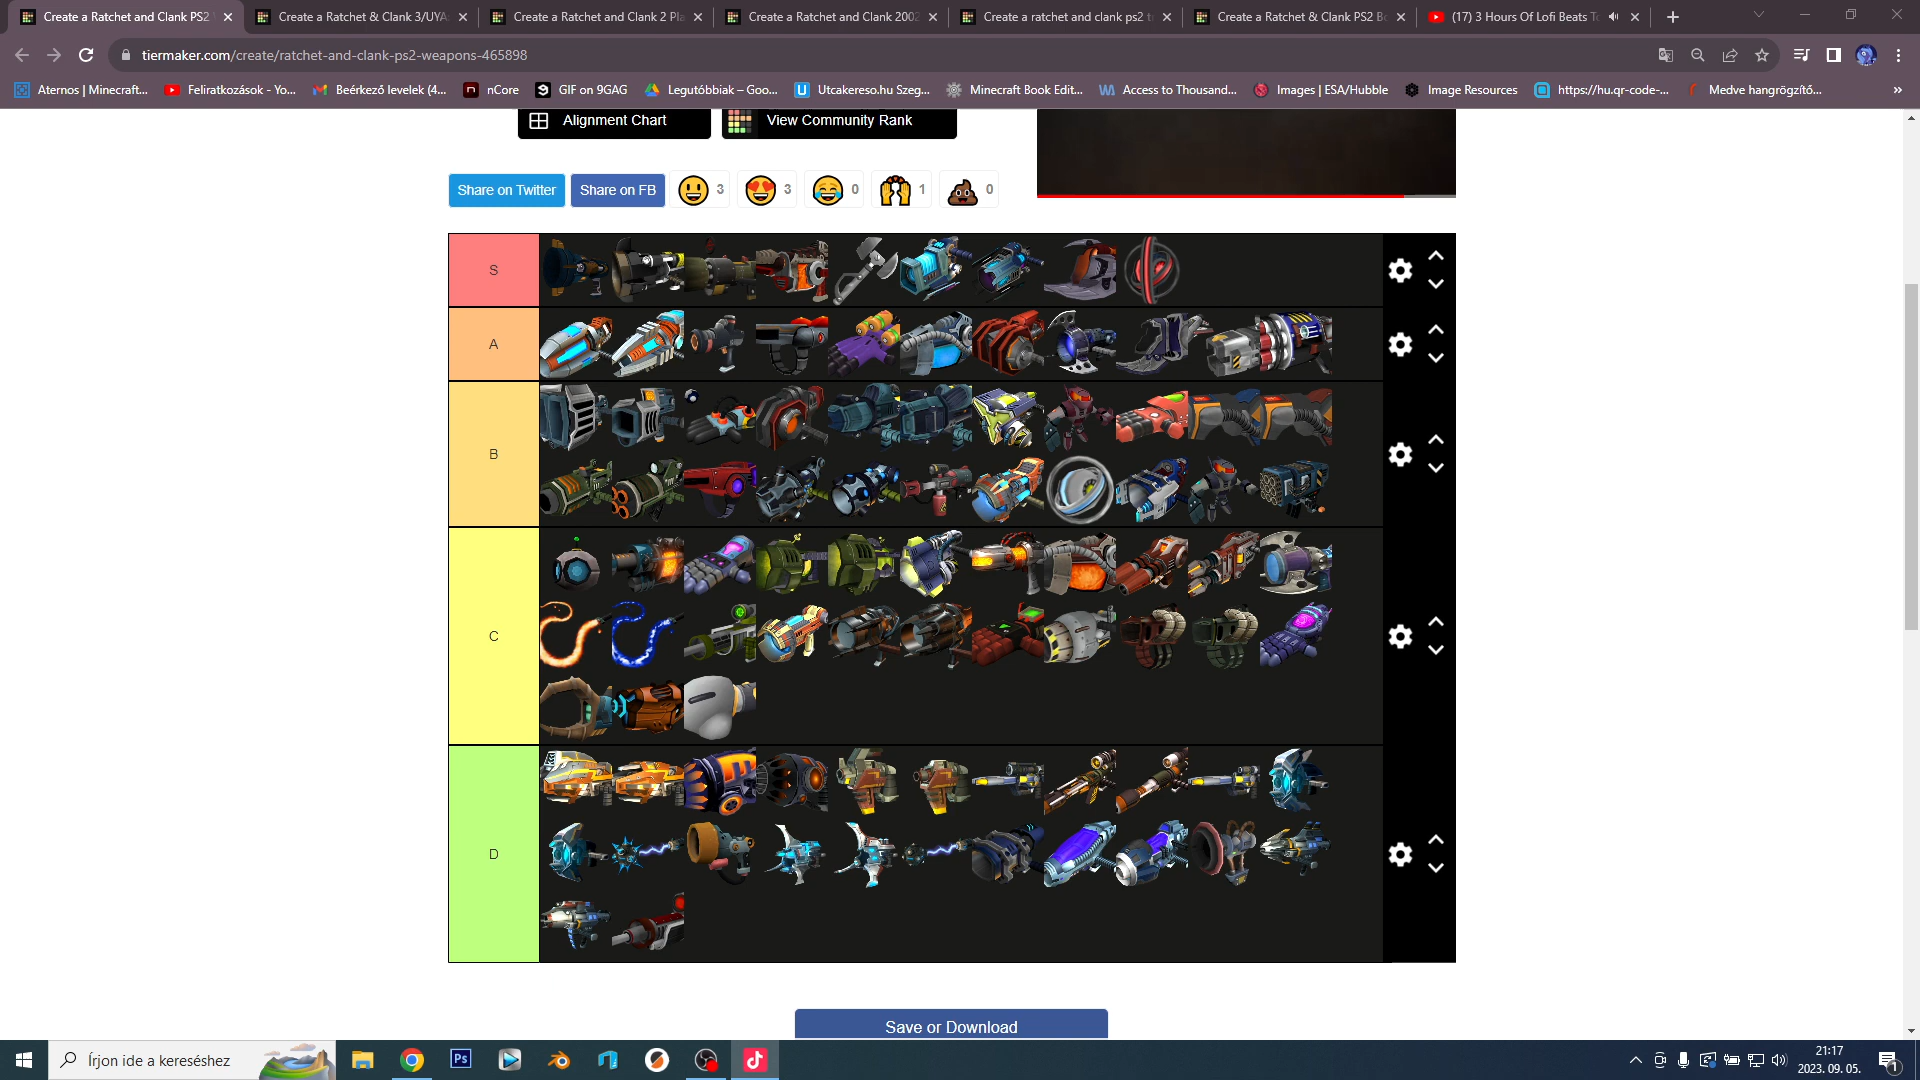 Create a Ratchet and Clank PS2
Create a Ratchet & Clank 3/UYA
Create a Ratchet and Clank 2 Pla
Create a Ratchet and Clank 2002
Create a ratchet and clank ps2 t
Create a Ratchet & Clank PS2 Bo
(17) 3 Hours Of Lofi Beats To
tiermaker.com/create/ratchet-and-clank-ps2-weapons-465898
Aternos | Minecraft...
Feliratkozások - Yo...
Beérkező levelek (4...
nCore
GIF on 9GAG
Legutóbbiak – Goo...
Utcakereso.hu Szeg...
Minecraft Book Edit...
Access to Thousand...
Images | ESA/Hubble
Image Resources
https://hu.qr-code-...
Medve hangrögzítő...
»
Alignment Chart
View Community Rank
Share on Twitter
Share on FB
3
3
0
1
0
S
A
B
C
D
Save or Download
Írjon ide a kereséshez
Ps
21:17
2023. 09. 05.
1